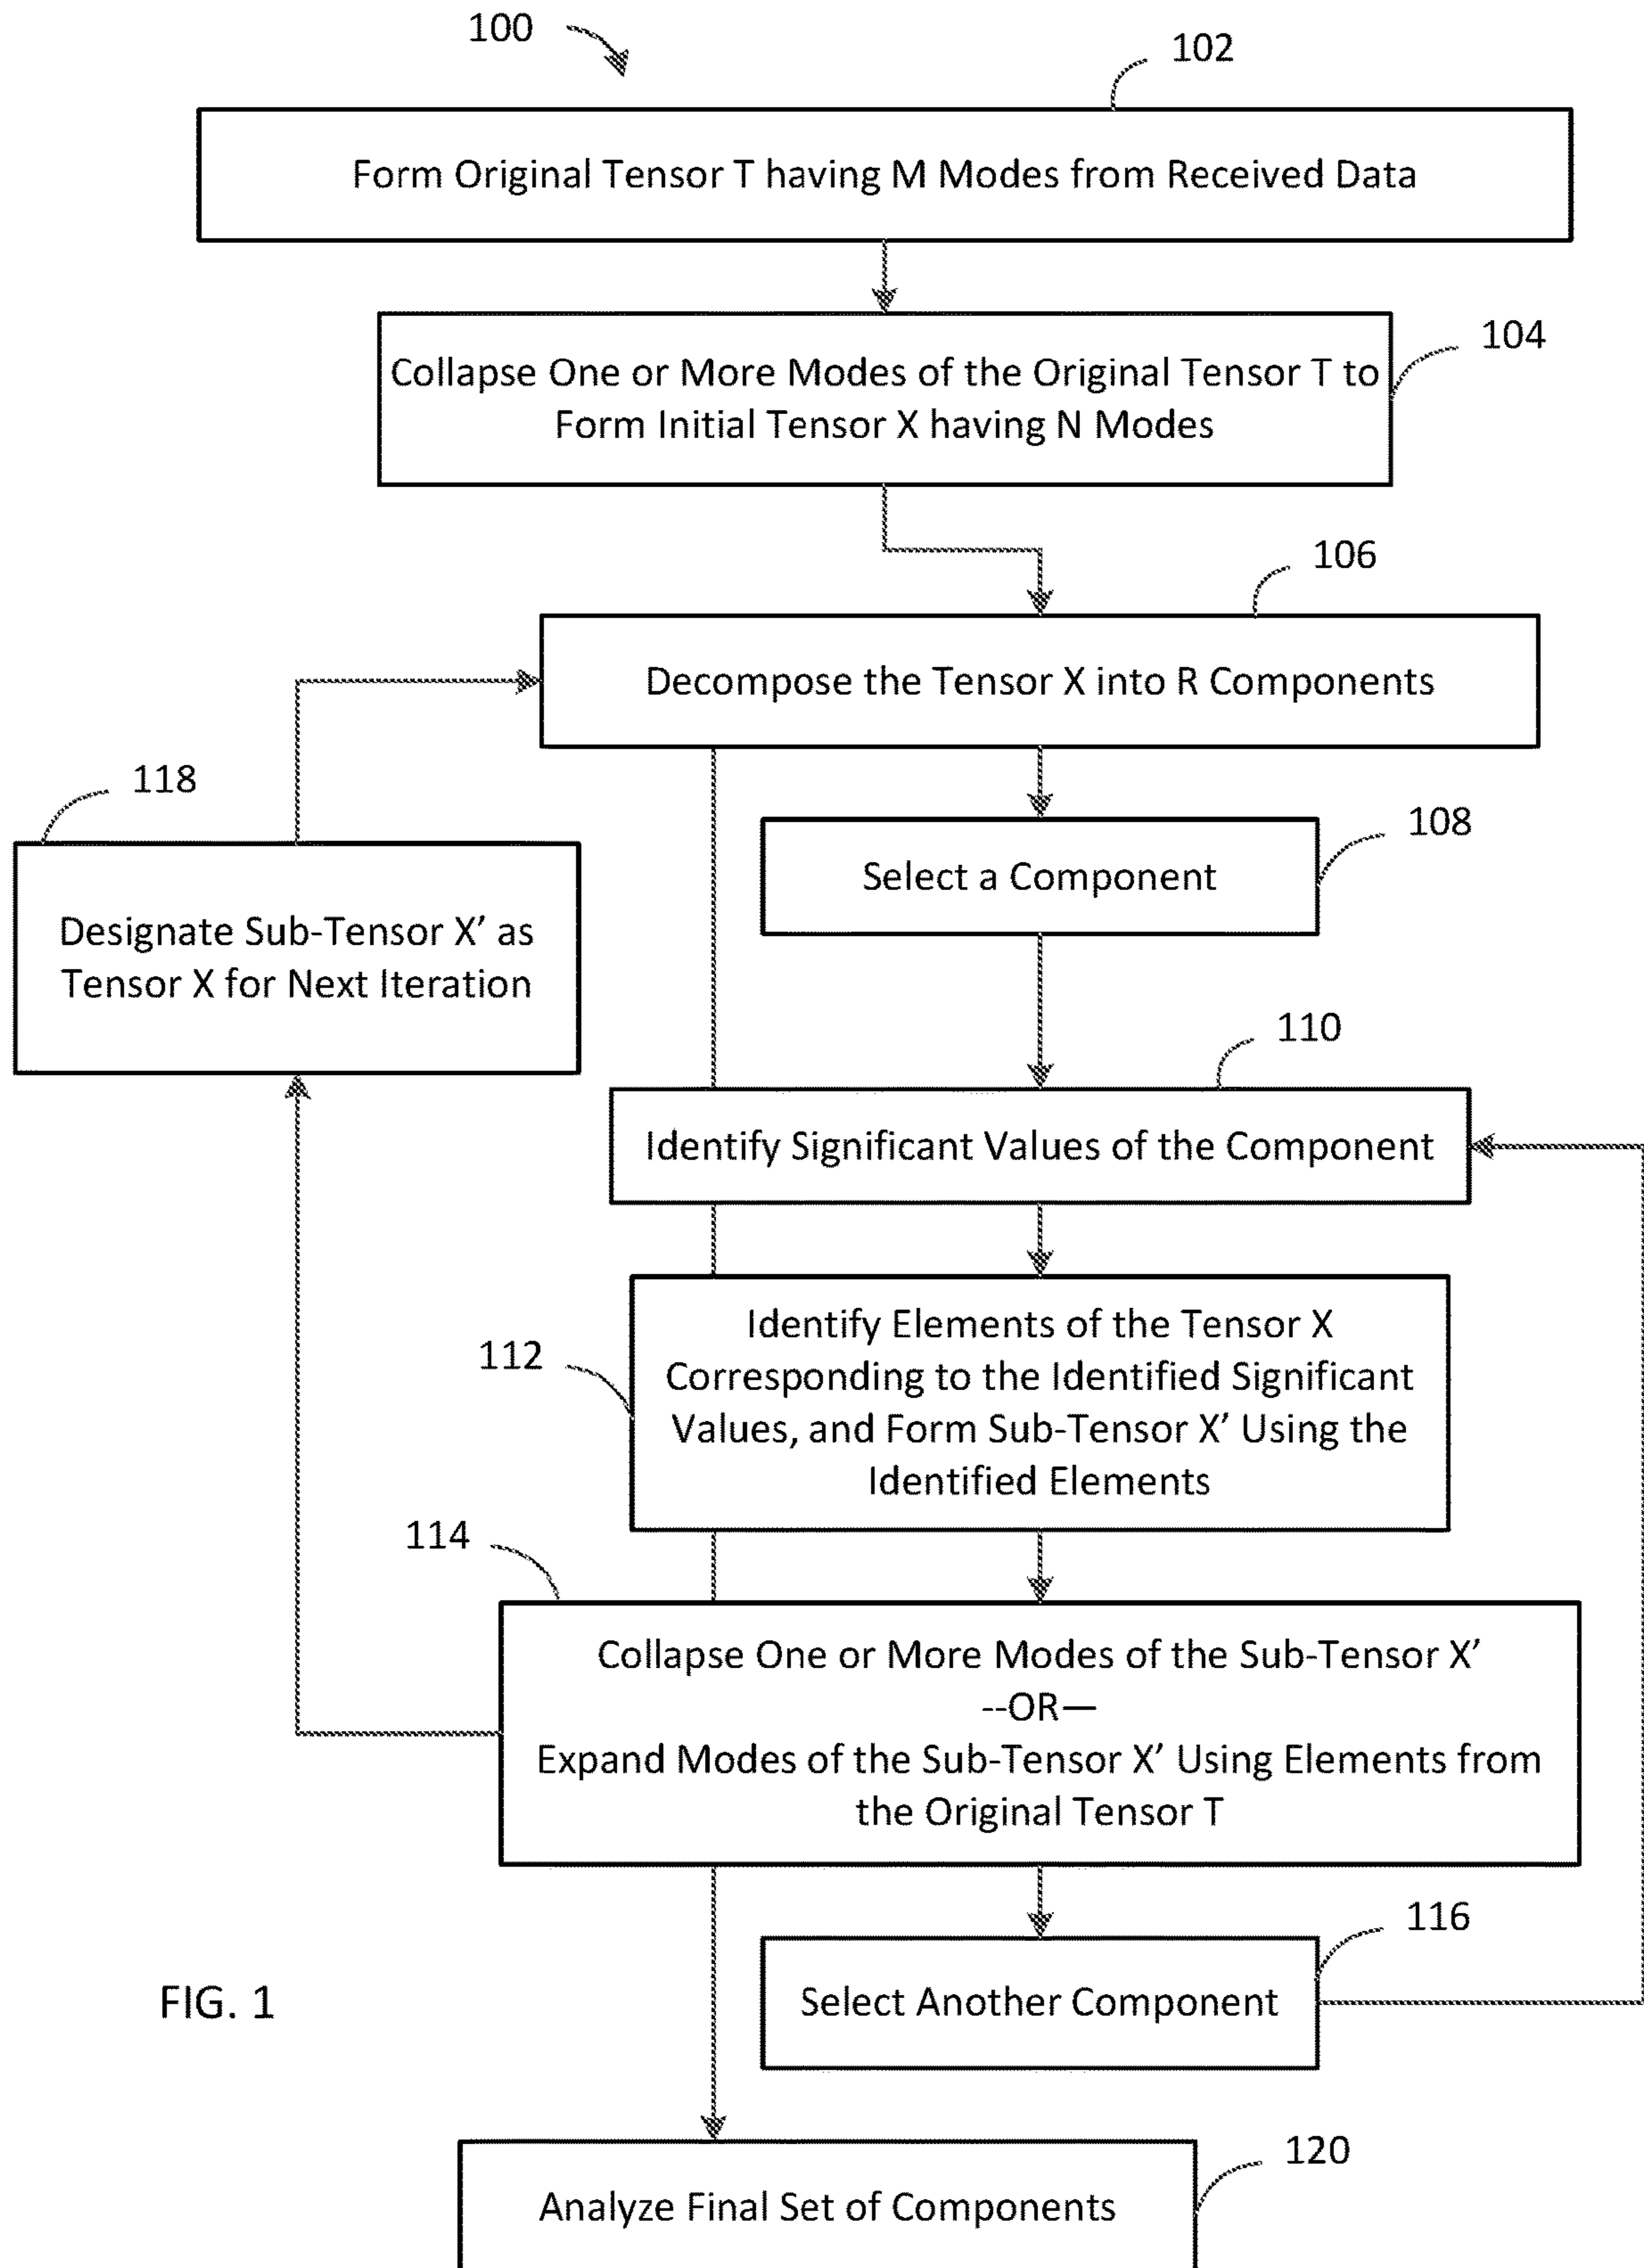 100
102
Form Original Tensor T having M Modes from Received Data
104
Collapse One or More Modes of the Original Tensor T to
Form Initial Tensor X having N Modes
106
Decompose the Tensor X into R Components
118
108
Select a Component
Designate Sub-Tensor X’ as
Tensor X for Next Iteration
110
Identify Significant Values of the Component
112
Identify Elements of the Tensor X
Corresponding to the Identified Significant
Values, and Form Sub-Tensor X’ Using the
Identified Elements
114
Collapse One or More Modes of the Sub-Tensor X’
--OR—
Expand Modes of the Sub-Tensor X’ Using Elements from
the Original Tensor T
116
Select Another Component
FIG. 1
120
Analyze Final Set of Components